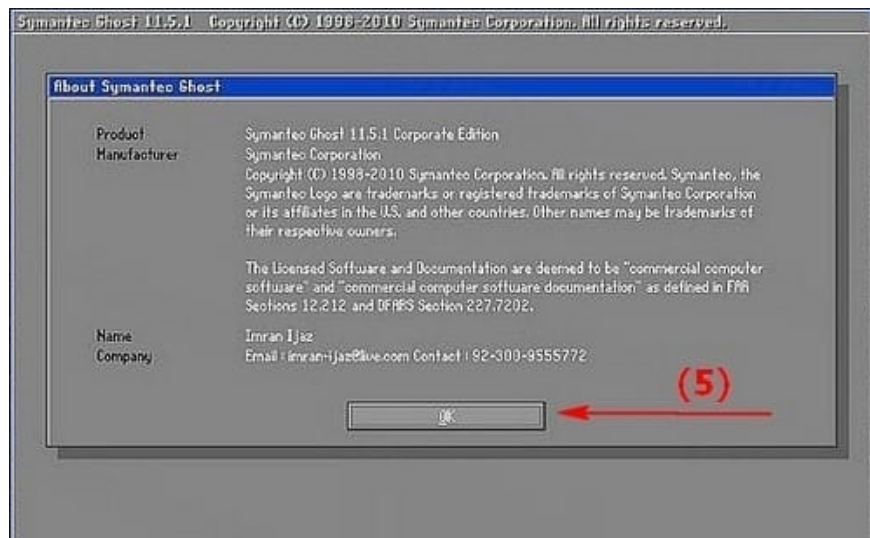 Symantec Ghost 11.5.1 Copyright (C) 1998-2010 Symantec Corporation. All rights reserved.
About Symantec Ghost
Product Symantec Ghost 11.5.1 Corporate Edition
Manufacturer Symantec Corporation
Copyright (C) 1998-2010 Symantec Corporation. All rights reserved. Symantec, the
Symantec Logo are trademarks or registered trademarks of Symantec Corporation
or its affiliates in the U.S. and other countries. Other names may be trademarks of
their respective owners.
The Licensed Software and Documentation are deemed to be "commercial computer
software" and "commercial computer software documentation" as defined in FAR
Sections 12.212 and DFARS Section 227.7202.
Name Imran Ijaz
Company Email : imran-ijaz@live.com Contact : 92-300-9555772
(5)
OK